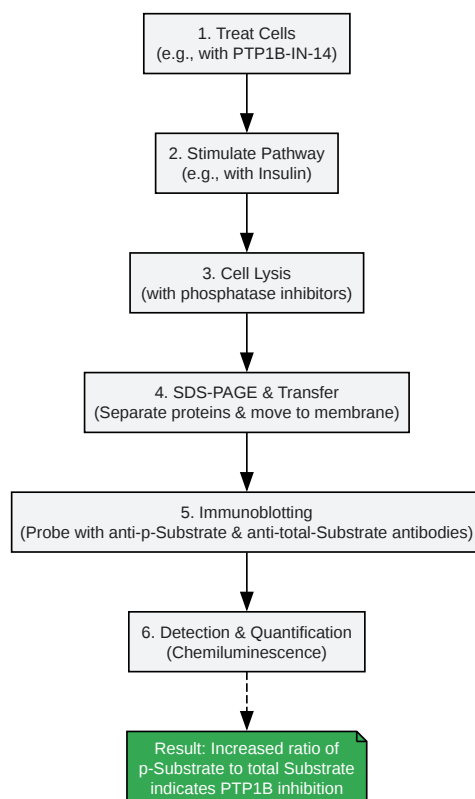 1. Treat Cells
(e.g., with PTP1B-IN-14)
2. Stimulate Pathway
(e.g., with Insulin)
3. Cell Lysis
(with phosphatase inhibitors)
4. SDS-PAGE & Transfer
(Separate proteins & move to membrane)
5. Immunoblotting
(Probe with anti-p-Substrate & anti-total-Substrate antibodies)
6. Detection & Quantification
(Chemiluminescence)
Result: Increased ratio of
p-Substrate to total Substrate
indicates PTP1B inhibition